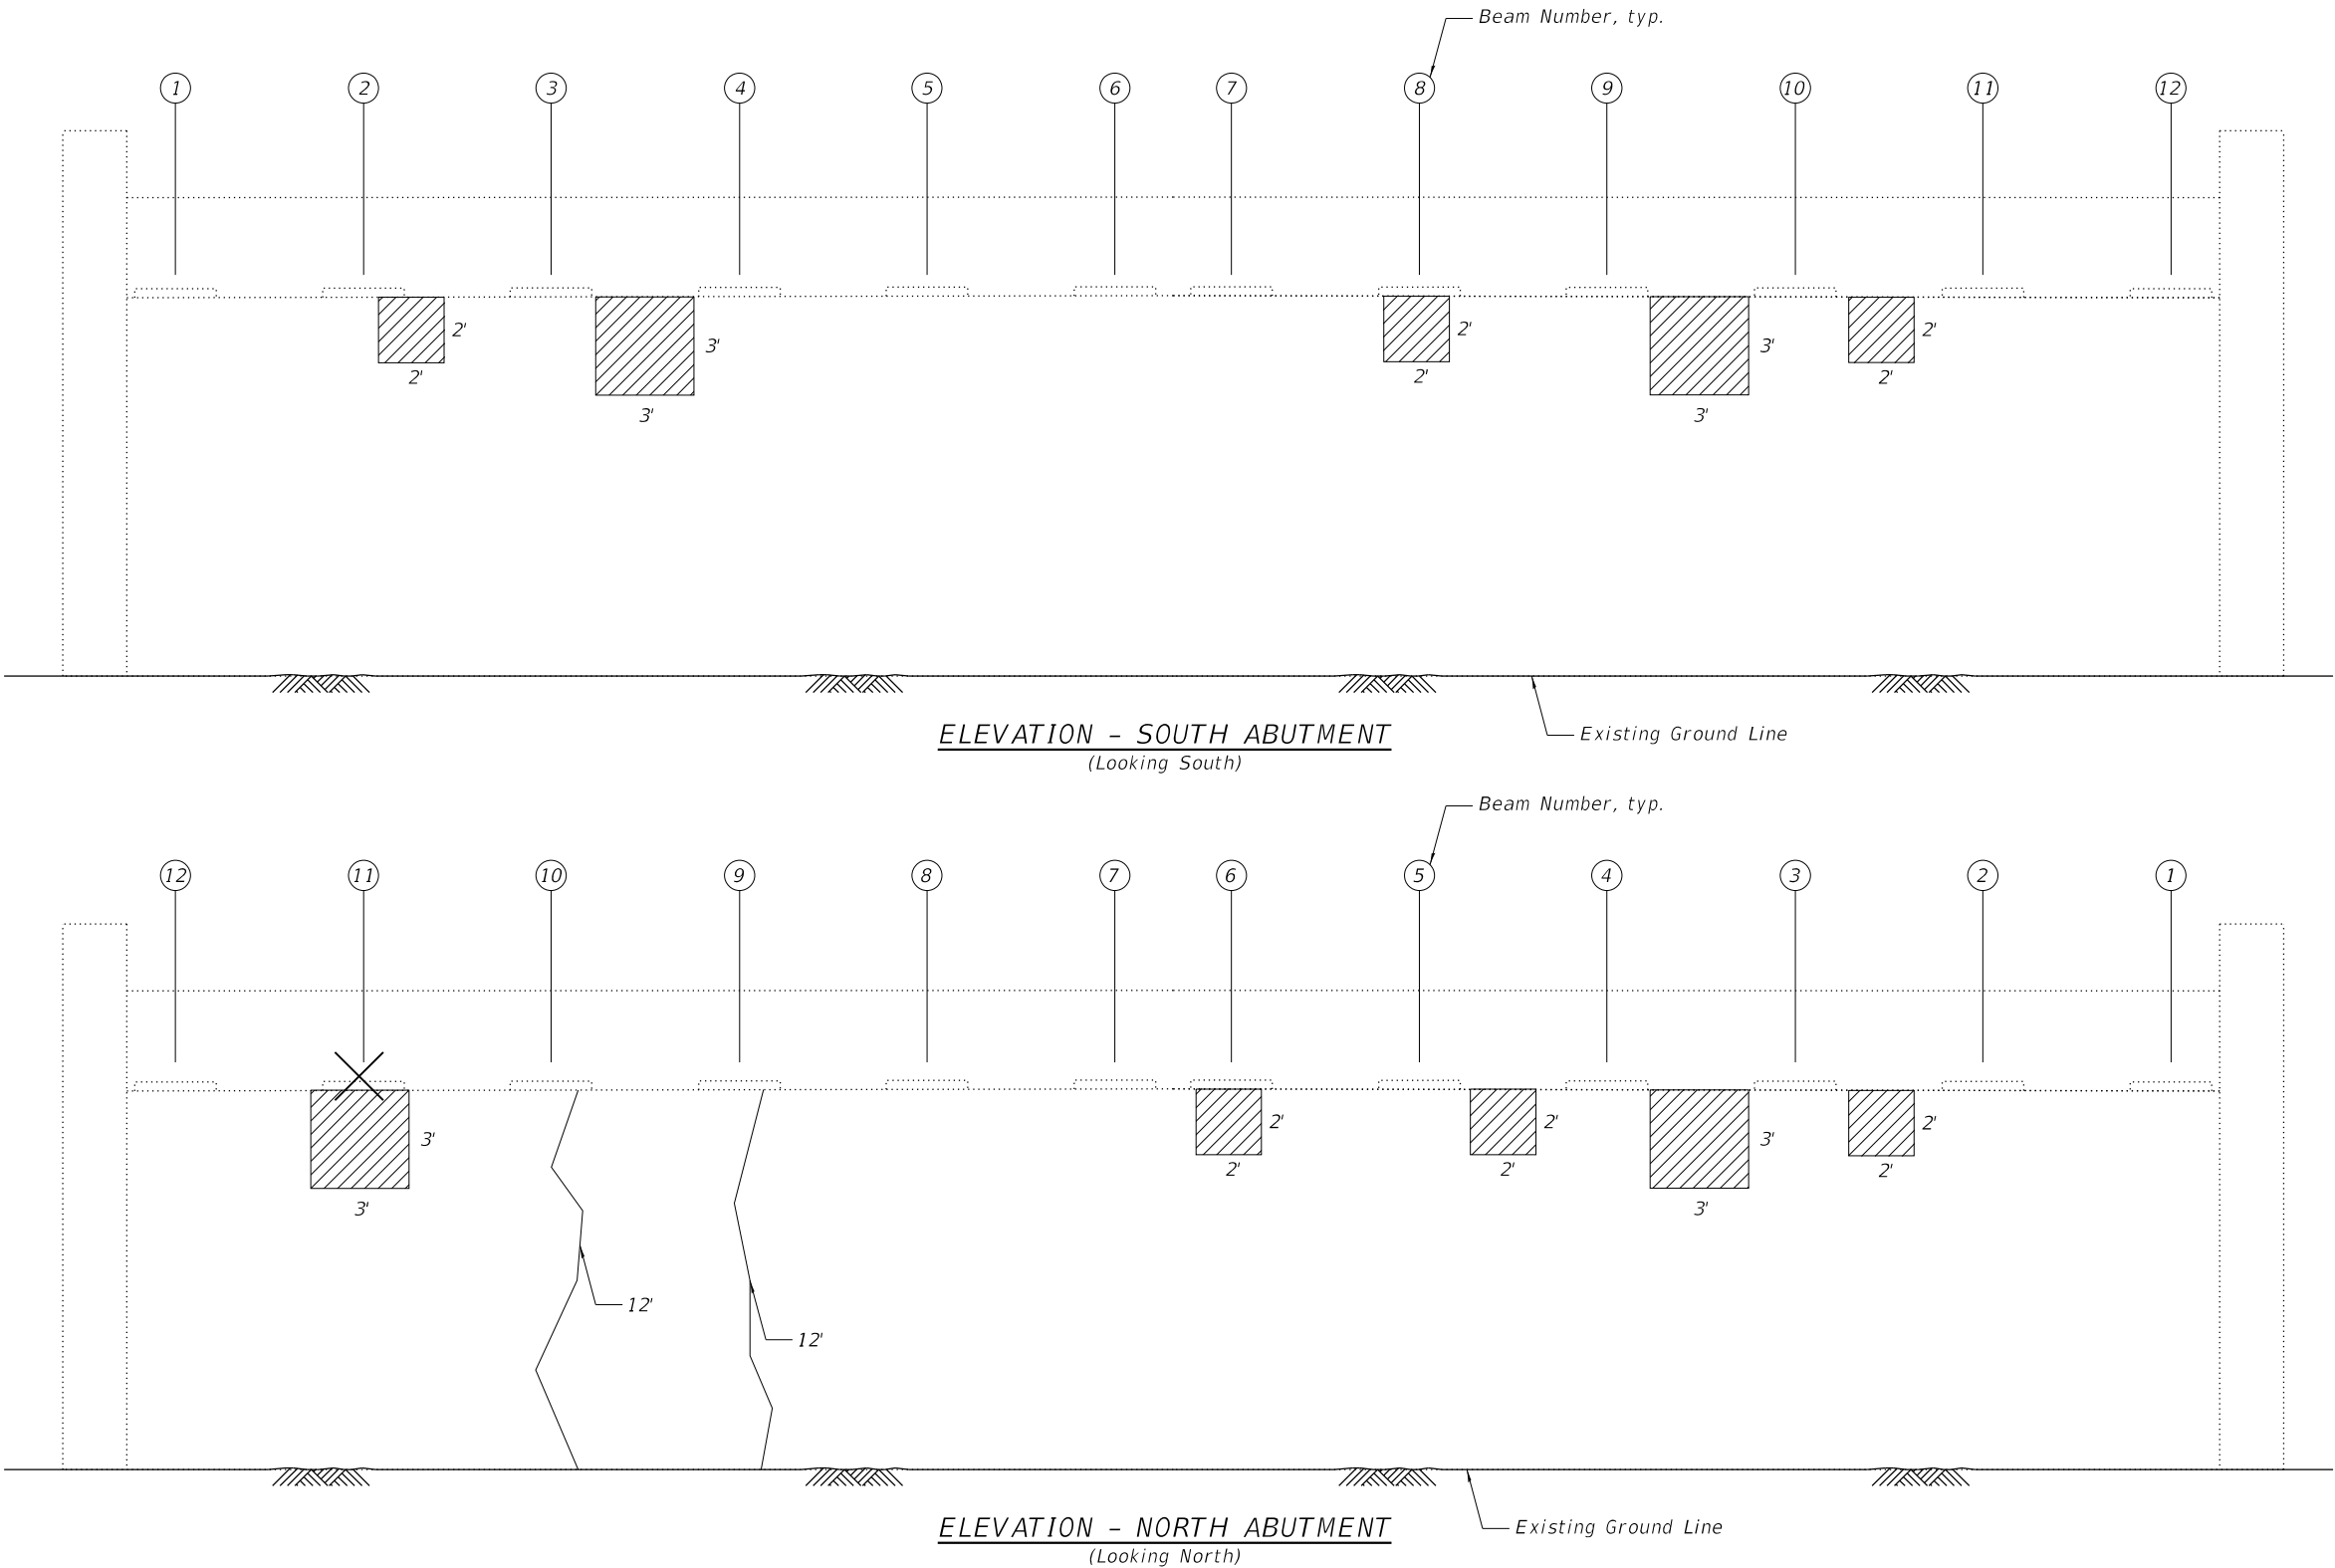 Beam Number, typ.
1 2 3 4 5 6 7 8 9 10 11 12
2' 3' 2' 3' 2'
2' 3' 2' 3' 2'
ELEVATION – SOUTH ABUTMENT
(Looking South)
Existing Ground Line
Beam Number, typ.
12 11 10 9 8 7 6 5 4 3 2 1
3' 2' 2' 3' 2'
3' 2' 2' 3' 2'
12'
12'
ELEVATION – NORTH ABUTMENT
(Looking North)
Existing Ground Line